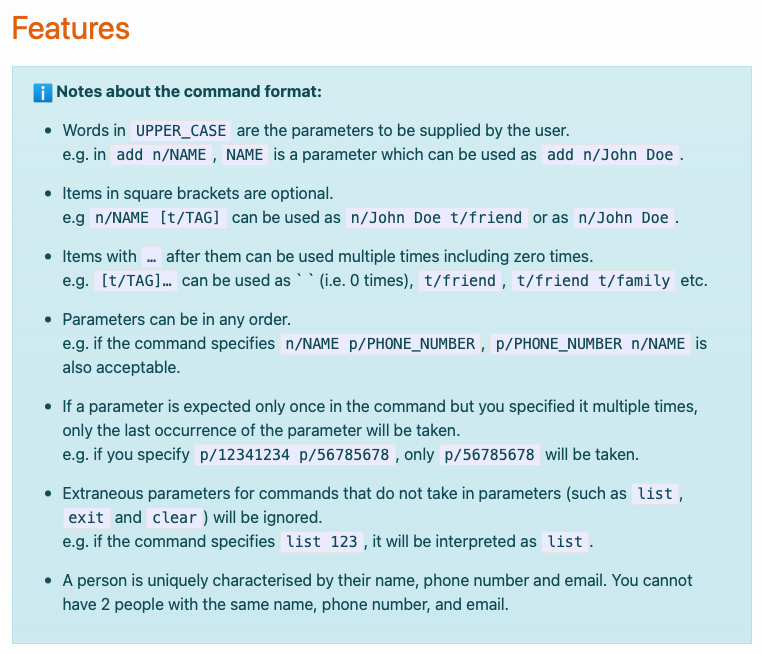 Features
ℹ️ Notes about the command format:
• Words in UPPER_CASE are the parameters to be supplied by the user.
e.g. in add n/NAME , NAME is a parameter which can be used as add n/John Doe .
• Items in square brackets are optional.
e.g n/NAME [t/TAG] can be used as n/John Doe t/friend or as n/John Doe .
• Items with … after them can be used multiple times including zero times.
e.g. [t/TAG]… can be used as ` ` (i.e. 0 times), t/friend , t/friend t/family etc.
• Parameters can be in any order.
e.g. if the command specifies n/NAME p/PHONE_NUMBER , p/PHONE_NUMBER n/NAME is
also acceptable.
• If a parameter is expected only once in the command but you specified it multiple times,
only the last occurrence of the parameter will be taken.
e.g. if you specify p/12341234 p/56785678 , only p/56785678 will be taken.
• Extraneous parameters for commands that do not take in parameters (such as list ,
exit and clear ) will be ignored.
e.g. if the command specifies list 123 , it will be interpreted as list .
• A person is uniquely characterised by their name, phone number and email. You cannot
have 2 people with the same name, phone number, and email.